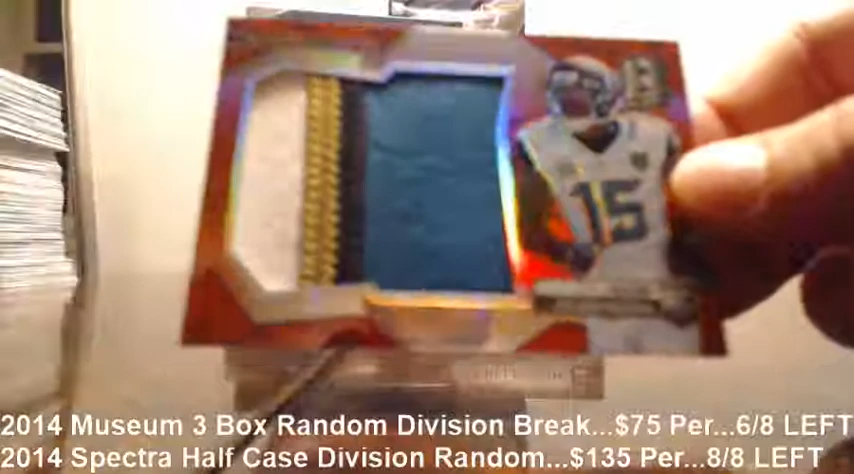 15
2014 Museum 3 Box Random Division Break...$75 Per...6/8 LEFT
2014 Spectra Half Case Division Random...$135 Per...8/8 LEFT